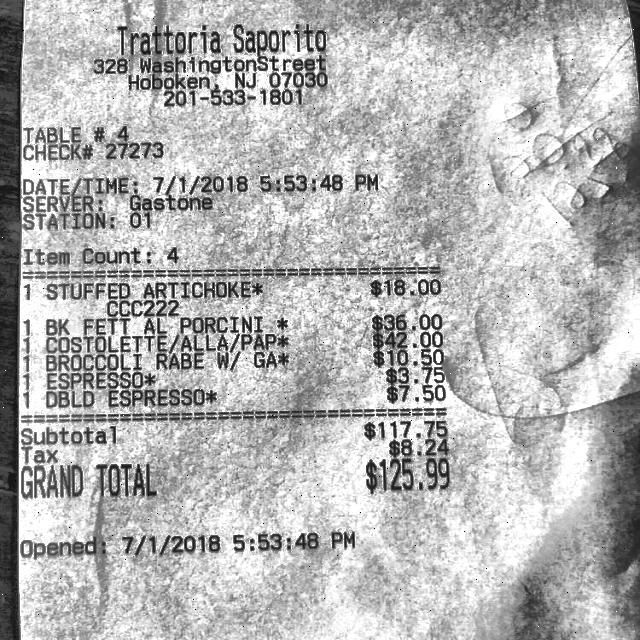 Trattoria Saporito
328 WashingtonStreet
Hoboken, NJ 07030
201-533-1801
TABLE # 4
CHECK# 27273
DATE/TIME: 7/1/2018 5:53:48 PM
SERVER: Gastone
STATION: 01
Item Count: 4
1 STUFFED ARTICHOKE* $18.00
CCC222
1 BK FETT AL PORCINI * $36.00
1 COSTOLETTE/ALLA/PAP* $42.00
1 BROCCOLI RABE W/ GA* $10.50
1 ESPRESSO* $3.75
1 DBLD ESPRESSO* $7.50
Subtotal $117.75
Tax $8.24
GRAND TOTAL $125.99
Opened: 7/1/2018 5:53:48 PM